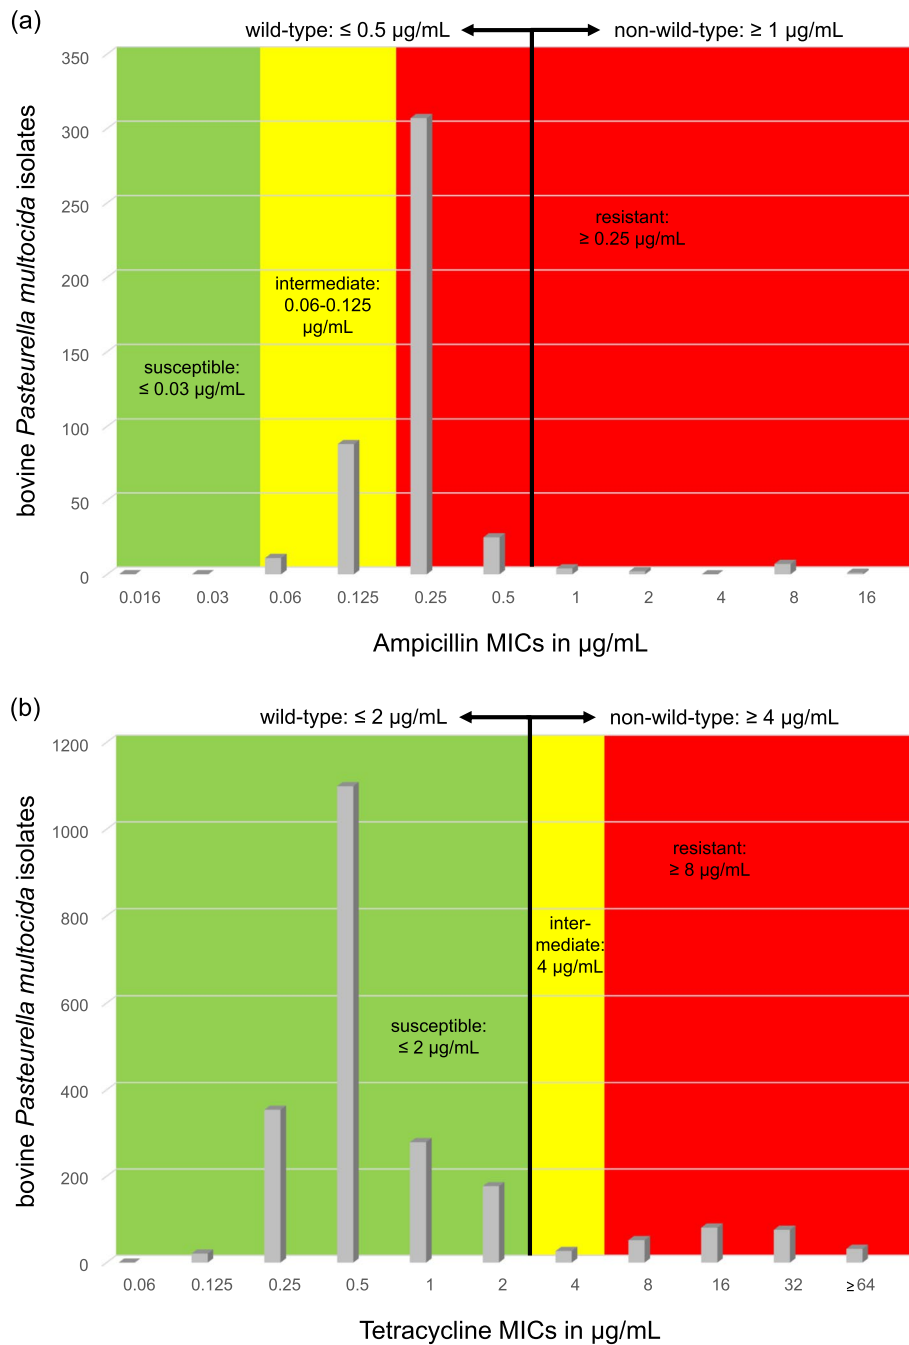 (a)
wild-type: ≤ 0.5 µg/mL
non-wild-type: ≥ 1 µg/mL
bovine Pasteurella multocida isolates
350
300
250
200
150
100
50
0
resistant:
≥ 0.25 µg/mL
intermediate:
0.06-0.125
µg/mL
susceptible:
≤ 0.03 µg/mL
0.016 0.03 0.06 0.125 0.25 0.5 1 2 4 8 16
Ampicillin MICs in µg/mL
(b)
wild-type: ≤ 2 µg/mL
non-wild-type: ≥ 4 µg/mL
bovine Pasteurella multocida isolates
1200
1000
800
600
400
200
0
resistant:
≥ 8 µg/mL
inter-
mediate:
4 µg/mL
susceptible:
≤ 2 µg/mL
0.06 0.125 0.25 0.5 1 2 4 8 16 32 ≥64
Tetracycline MICs in µg/mL